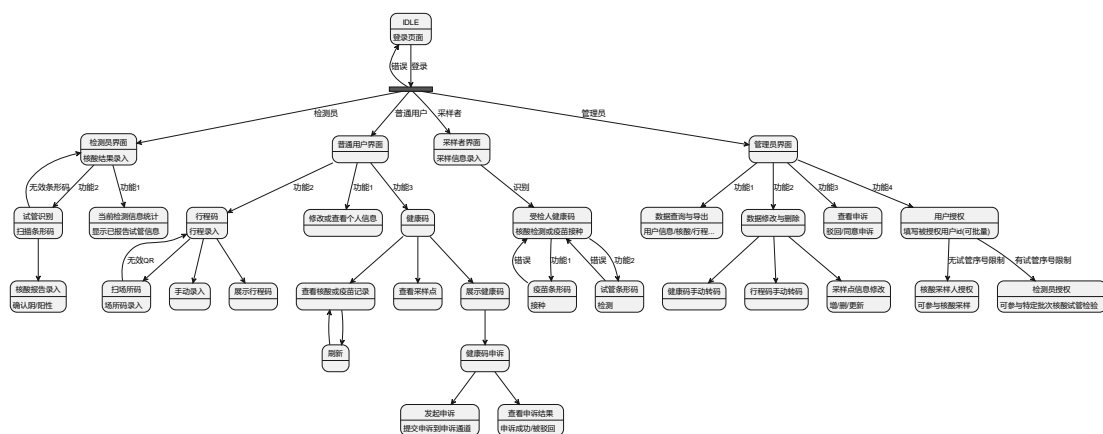 IDLE
登录页面
错误
登录
检测员
普通用户
采样者
管理员
检测员界面
核酸结果录入
普通用户界面
采样者界面
采样信息录入
管理员界面
无效条形码
功能2
功能1
功能2
功能1
功能3
识别
功能1
功能2
功能3
功能4
试管识别
扫描条形码
当前检测信息统计
显示已报告试管信息
行程码
行程录入
修改或查看个人信息
健康码
受检人健康码
核酸检测或疫苗接种
数据查询与导出
用户信息/核酸/行程...
数据修改与删除
查看申诉
驳回/同意申诉
用户授权
填写被授权用户id(可批量)
无效QR
错误
功能1
错误
功能2
无试管序号限制
有试管序号限制
核酸报告录入
确认阴/阳性
扫场所码
场所码录入
手动录入
展示行程码
查看核酸或疫苗记录
查看采样点
展示健康码
疫苗条形码
接种
试管条形码
检测
健康码手动转码
行程码手动转码
采样点信息修改
增/删/更新
核酸采样人授权
可参与核酸采样
检测员授权
可参与特定批次核酸试管检验
刷新
健康码申诉
发起申诉
提交申诉到申诉通道
查看申诉结果
申诉成功/被驳回